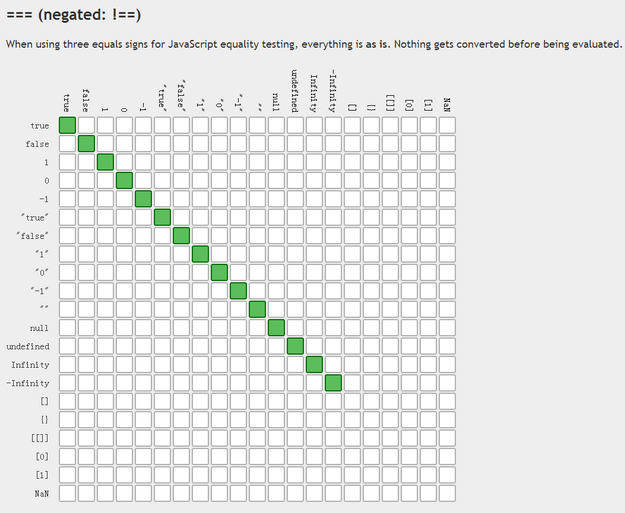 === (negated: !==)
When using three equals signs for JavaScript equality testing, everything is as is. Nothing gets converted before being evaluated.
true false 1 0 -1 "true" "false" "1" "0" "-1" "" null undefined Infinity -Infinity [] {} [[]] [0] [1] NaN
true
false
1
0
-1
"true"
"false"
"1"
"0"
"-1"
""
null
undefined
Infinity
-Infinity
[]
{}
[[]]
[0]
[1]
NaN